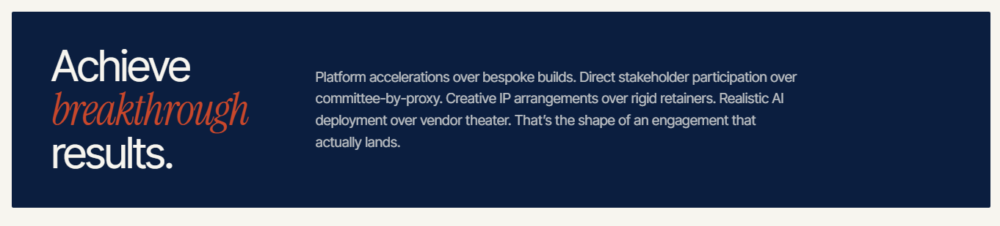 Achieve
breakthrough
results.
Platform accelerations over bespoke builds. Direct stakeholder participation over
committee-by-proxy. Creative IP arrangements over rigid retainers. Realistic AI
deployment over vendor theater. That’s the shape of an engagement that
actually lands.